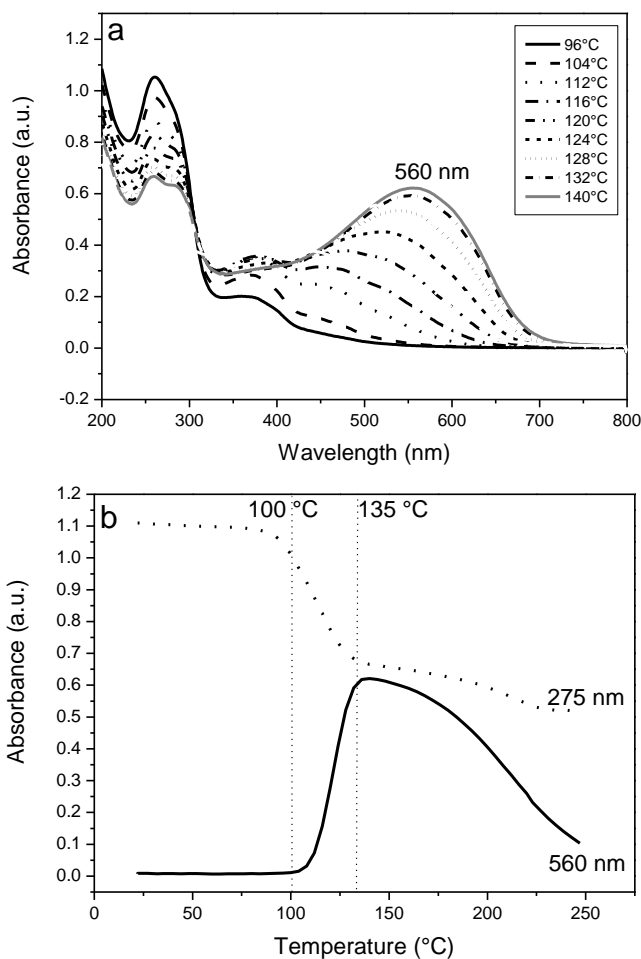 a
1.2
1.0
0.8
0.6
0.4
0.2
0.0
-0.2
Absorbance (a.u.)
96°C
104°C
112°C
116°C
120°C
124°C
128°C
132°C
140°C
560 nm
200 300 400 500 600 700 800
Wavelength (nm)
b
1.2
1.1
1.0
0.9
0.8
0.7
0.6
0.5
0.4
0.3
0.2
0.1
0.0
Absorbance (a.u.)
100 °C 135 °C
275 nm
560 nm
0 50 100 150 200 250
Temperature (°C)